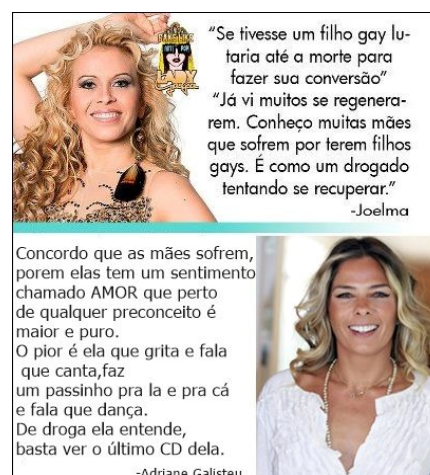 "Se tivesse um filho gay lu-
taria até a morte para
fazer sua conversão"
"Já vi muitos se regenera-
rem. Conheço muitas mães
que sofrem por terem filhos
gays. É como um drogado
tentando se recuperar."
-Joelma
Concordo que as mães sofrem,
porem elas tem um sentimento
chamado AMOR que perto
de qualquer preconceito é
maior e puro.
O pior é ela que grita e fala
que canta,faz
um passinho pra la e pra cá
e fala que dança.
De droga ela entende,
basta ver o último CD dela.
-Adriane Galisteu